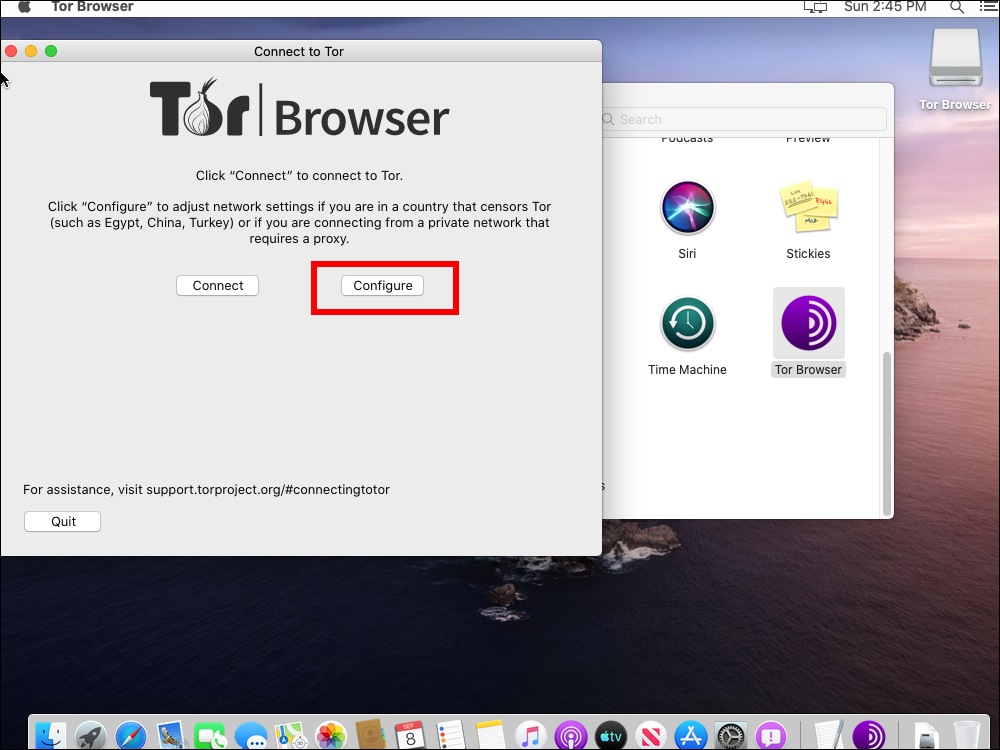 Tor Browser
Sun 2:45 PM
Connect to Tor
Tor Browser
Click “Connect” to connect to Tor.
Click “Configure” to adjust network settings if you are in a country that censors Tor
(such as Egypt, China, Turkey) or if you are connecting from a private network that
requires a proxy.
Connect
Configure
For assistance, visit support.torproject.org/#connectingtotor
Quit
Search
Podcasts
Preview
Siri
Stickies
Time Machine
Tor Browser
s
Tor Browser
EGGS
MILK
SEP
8
tv